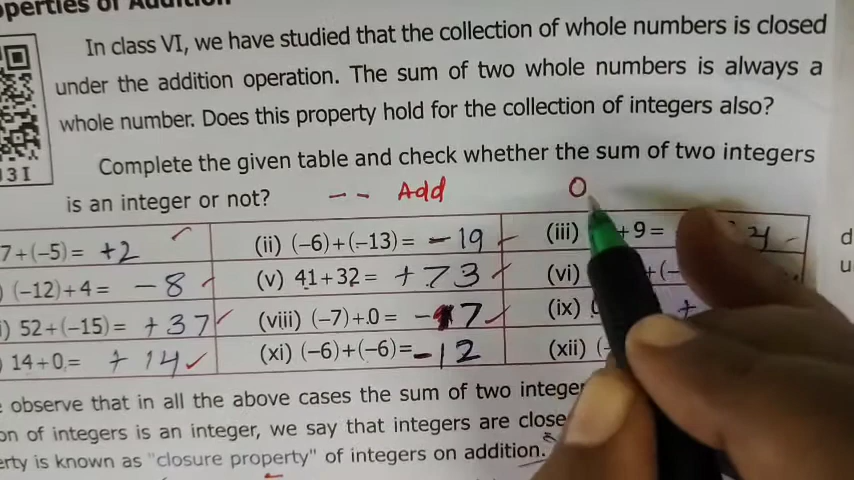 operties of Addition
In class VI, we have studied that the collection of whole numbers is closed
under the addition operation. The sum of two whole numbers is always a
whole number. Does this property hold for the collection of integers also?
J3I
Complete the given table and check whether the sum of two integers
is an integer or not? – – Add 0
7+(–5)= +2 (ii) (–6)+(–13)= –19 (iii) +9=
) (–12)+4= –8 (v) 41+32= +73 (vi) +(–
i) 52+(–15)= +37 (viii) (–7)+0= –7 (ix) ( +
) 14+0= +14 (xi) (–6)+(–6)= –12 (xii) (–
e observe that in all the above cases the sum of two intege
on of integers is an integer, we say that integers are close
erty is known as "closure property" of integers on addition.
d
u